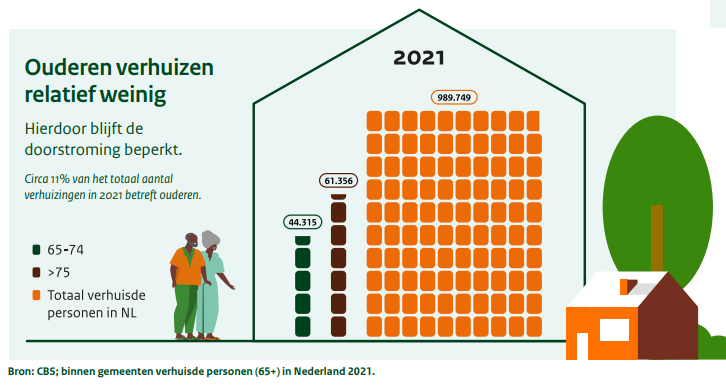 Ouderen verhuizen
relatief weinig
Hierdoor blijft de
doorstroming beperkt.
Circa 11% van het totaal aantal
verhuizingen in 2021 betreft ouderen.
65-74
>75
Totaal verhuisde
personen in NL
2021
989.749
61.356
44.315
Bron: CBS; binnen gemeenten verhuisde personen (65+) in Nederland 2021.